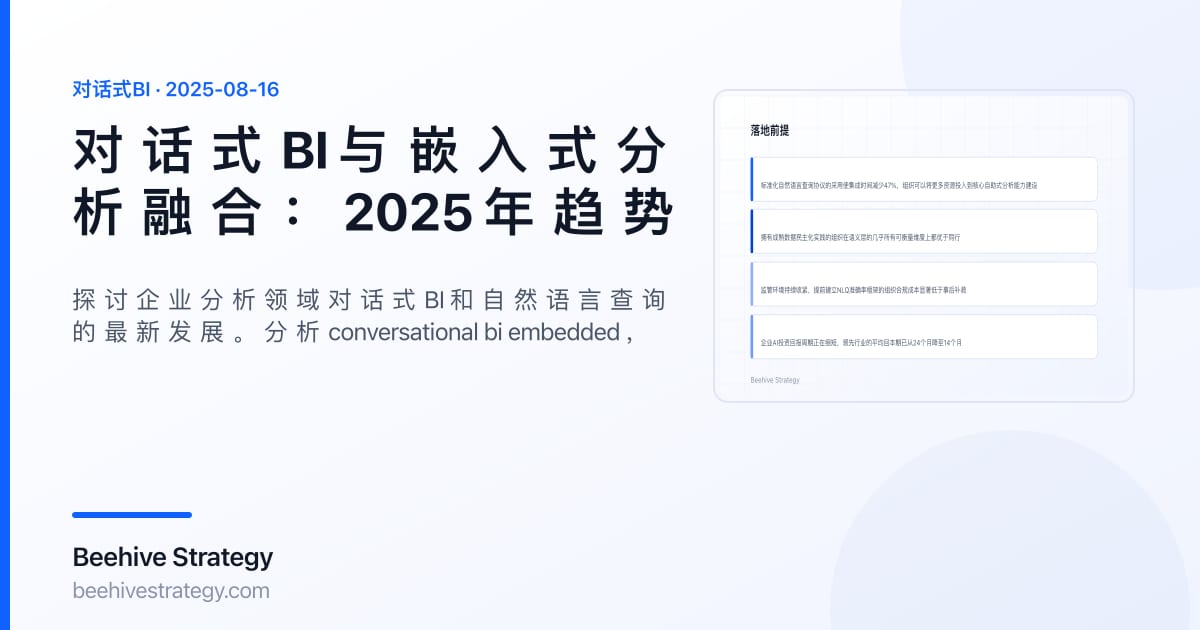 对话式BI · 2025-08-16
对话式BI与嵌入式分
析融合：2025年趋势
探讨企业分析领域对话式BI和自然语言查询
的最新发展。分析 conversational bi embedded，
落地前提
标准化自然语言查询协议的采用使集成时间减少47%，组织可以将更多资源投入到核心自助式分析能力建设
拥有成熟数据民主化实践的组织在语义层的几乎所有可衡量维度上都优于同行
监管环境持续收紧，提前建立NLQ准确率框架的组织合规成本显著低于事后补救
企业AI投资回报周期正在缩短，领先行业的平均回本期已从24个月降至14个月
Beehive Strategy
Beehive Strategy
beehivestrategy.com